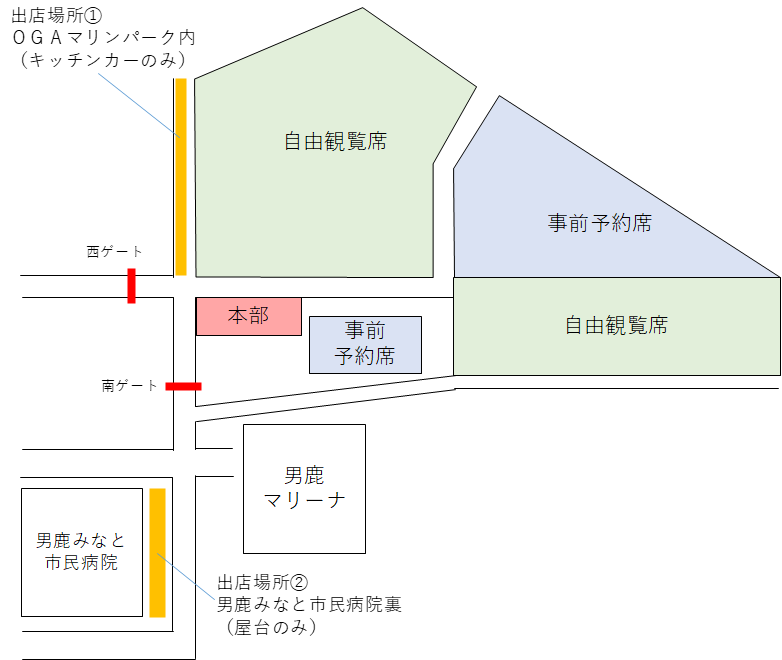 出店場所①
ＯＧＡマリンパーク内
（キッチンカーのみ）
自由観覧席
事前予約席
西ゲート
本部
事前
予約席
自由観覧席
南ゲート
男鹿
マリーナ
男鹿みなと
市民病院
出店場所②
男鹿みなと市民病院裏
（屋台のみ）